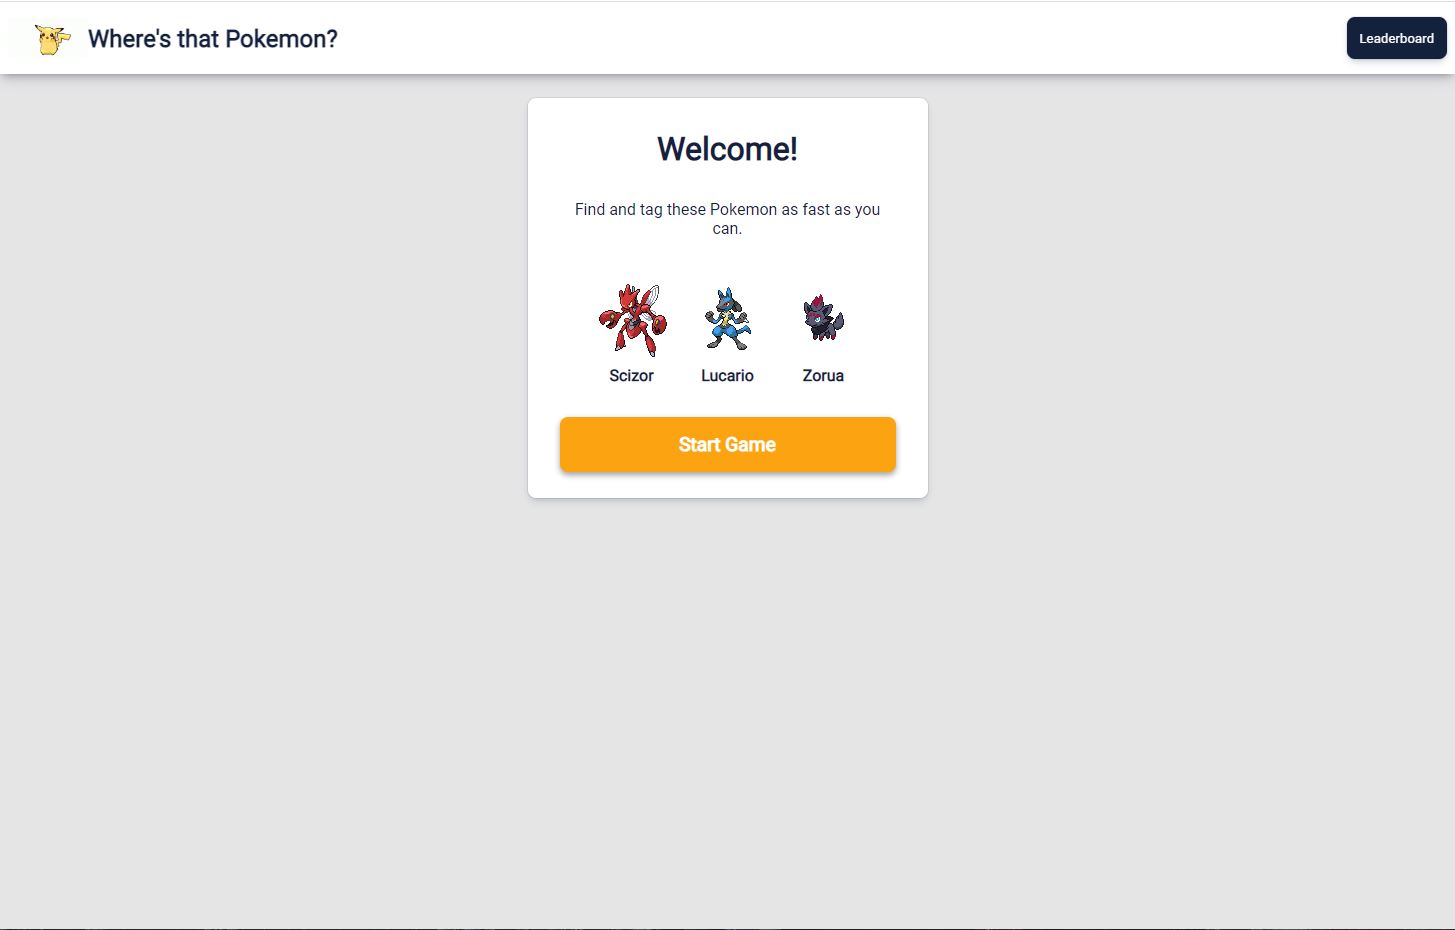 Where's that Pokemon?
Leaderboard
Welcome!
Find and tag these Pokemon as fast as you
can.
Scizor
Lucario
Zorua
Start Game